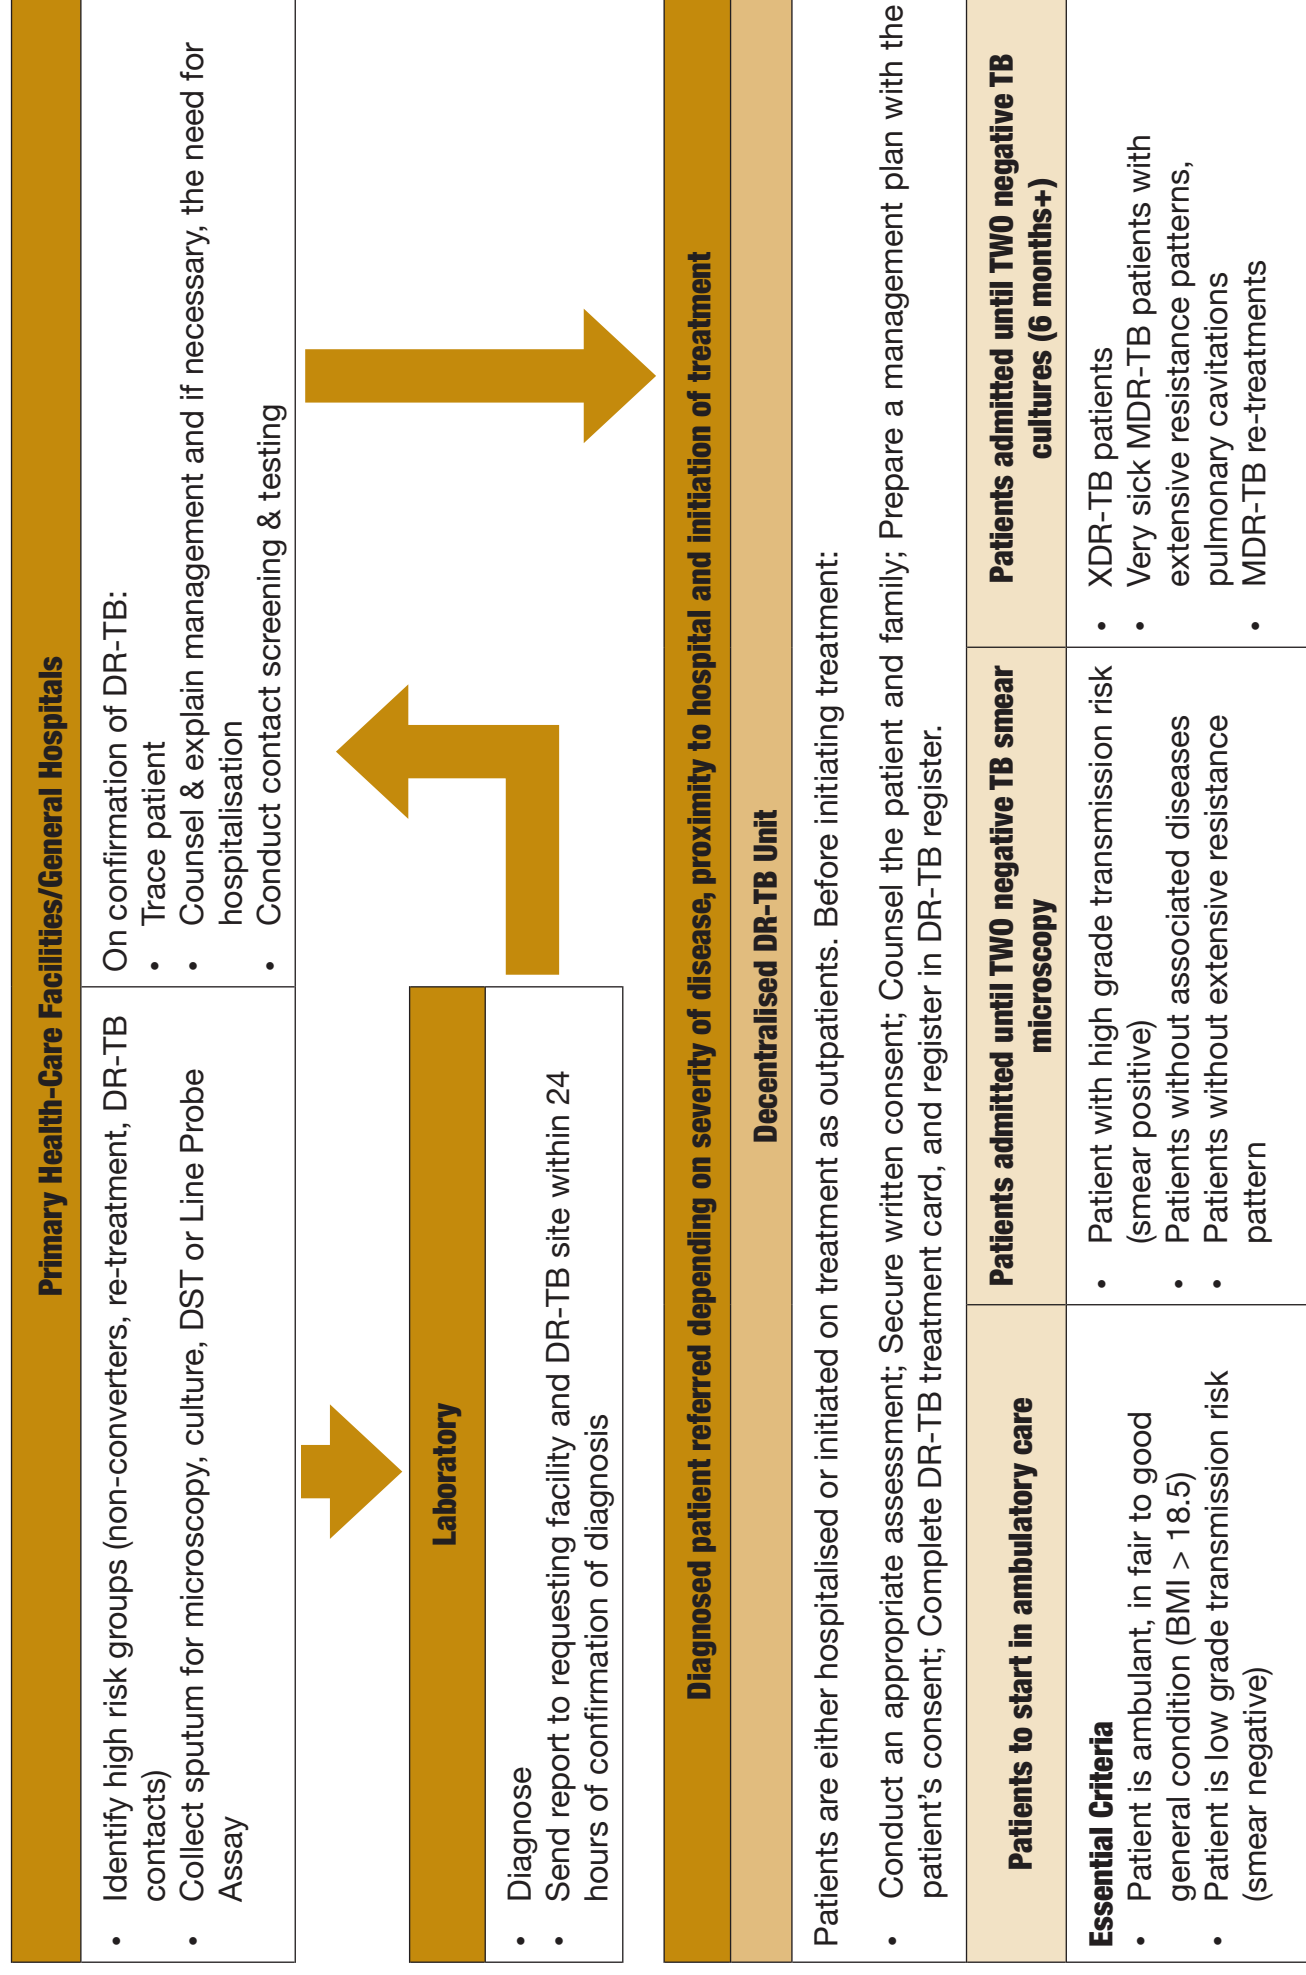 Primary Health-Care Facilities/General Hospitals
• Identify high risk groups (non-converters, re-treatment, DR-TB
contacts)
• Collect sputum for microscopy, culture, DST or Line Probe
Assay
On confirmation of DR-TB:
• Trace patient
• Counsel & explain management and if necessary, the need for
hospitalisation
• Conduct contact screening & testing
Laboratory
• Diagnose
• Send report to requesting facility and DR-TB site within 24
hours of confirmation of diagnosis
Diagnosed patient referred depending on severity of disease, proximity to hospital and initiation of treatment
Decentralised DR-TB Unit
Patients are either hospitalised or initiated on treatment as outpatients. Before initiating treatment:
• Conduct an appropriate assessment; Secure written consent; Counsel the patient and family; Prepare a management plan with the
patient's consent; Complete DR-TB treatment card, and register in DR-TB register.
Patients to start in ambulatory care
Essential Criteria
• Patient is ambulant, in fair to good
general condition (BMI > 18.5)
• Patient is low grade transmission risk
(smear negative)
Patients admitted until TWO negative TB smear
microscopy
• Patient with high grade transmission risk
(smear positive)
• Patients without associated diseases
• Patients without extensive resistance
pattern
Patients admitted until TWO negative TB
cultures (6 months+)
• XDR-TB patients
• Very sick MDR-TB patients with
extensive resistance patterns,
pulmonary cavitations
• MDR-TB re-treatments